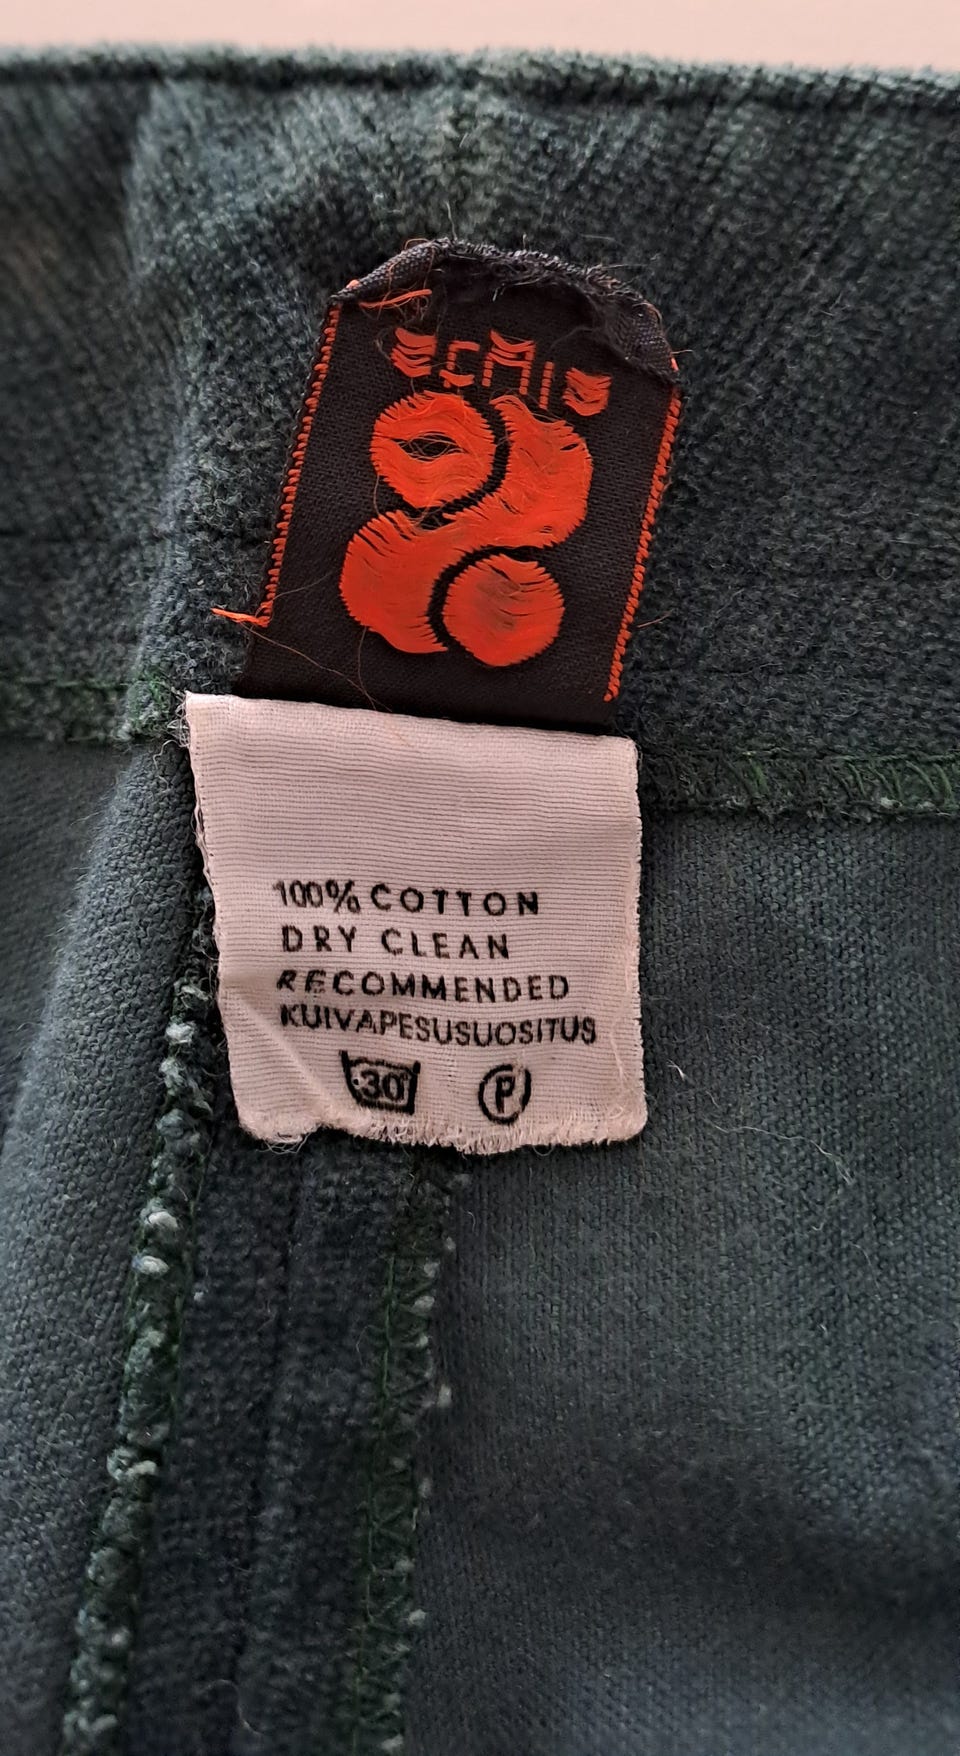 100% COTTON
DRY CLEAN
RECOMMENDED
KUIVAPESUSUOSITUS
30 P